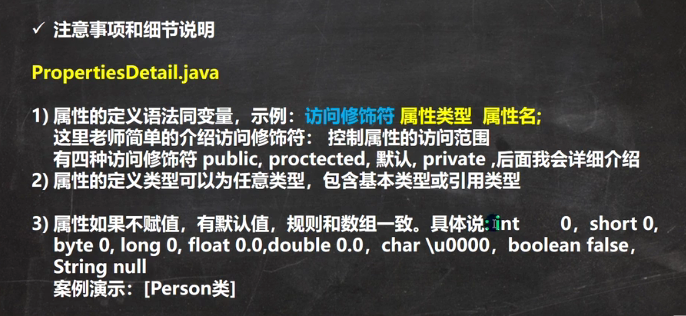 ✓ 注意事项和细节说明
PropertiesDetail.java
1) 属性的定义语法同变量，示例：访问修饰符 属性类型 属性名;
这里老师简单的介绍访问修饰符： 控制属性的访问范围
有四种访问修饰符 public, proctected, 默认, private ,后面我会详细介绍
2) 属性的定义类型可以为任意类型，包含基本类型或引用类型
3) 属性如果不赋值，有默认值，规则和数组一致。具体说: int 0，short 0,
byte 0, long 0, float 0.0,double 0.0，char \u0000，boolean false，
String null
案例演示：[Person类]